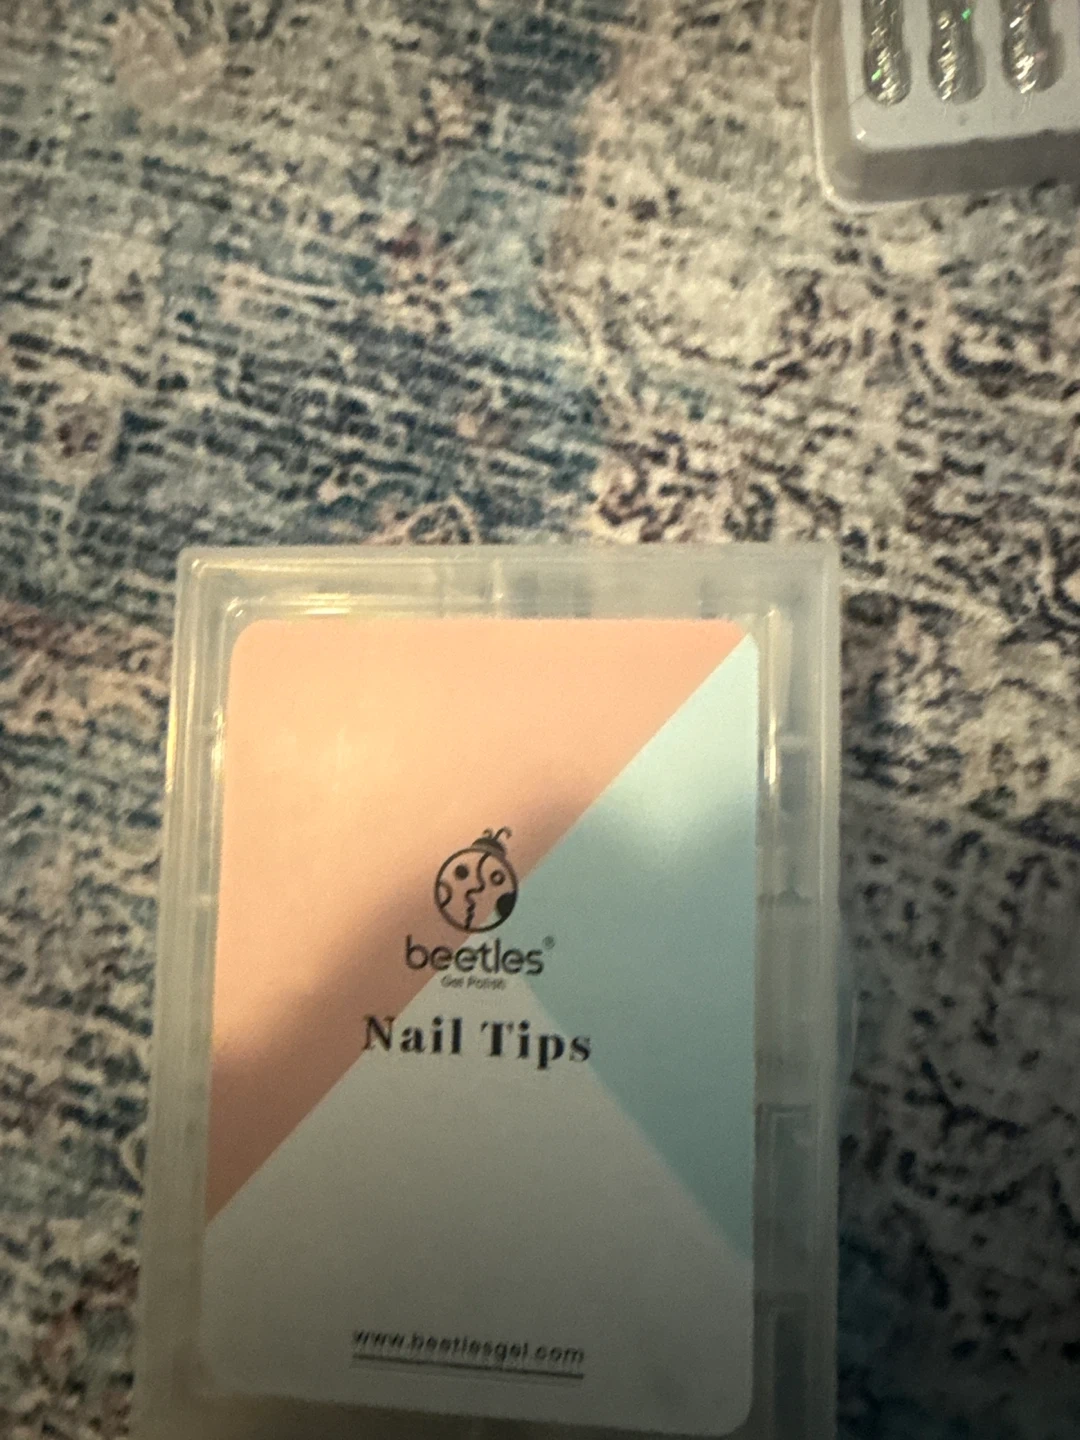 beetles®
Gel Polish
Nail Tips
www.beetlesgel.com